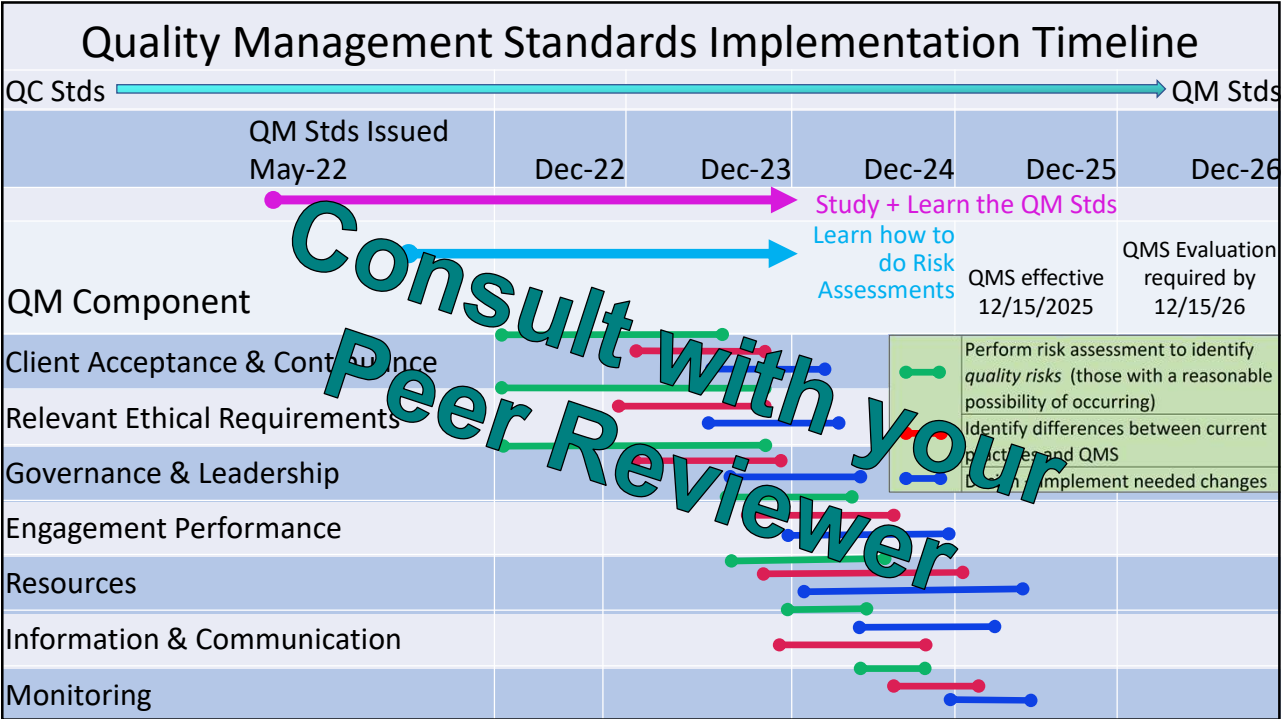 Quality Management Standards Implementation Timeline
QC Stds
QM Stds
QM Stds Issued
May-22
Dec-22
Dec-23
Dec-24
Dec-25
Dec-26
Study + Learn the QM Stds
Learn how to
do Risk
Assessments
QMS effective
12/15/2025
QMS Evaluation
required by
12/15/26
QM Component
Client Acceptance & Continuance
Relevant Ethical Requirements
Governance & Leadership
Engagement Performance
Resources
Information & Communication
Monitoring
Perform risk assessment to identify
quality risks (those with a reasonable
possibility of occurring)
Identify differences between current
practices and QMS
implement needed changes
Consult with your
Peer Reviewer